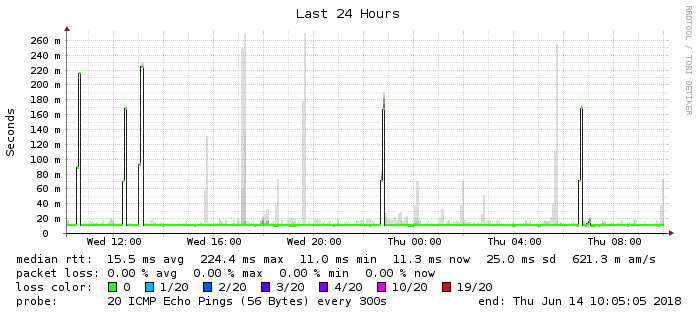 Last 24 Hours
RRDTOOL / TOBI OETIKER
Seconds
260 m
240 m
220 m
200 m
180 m
160 m
140 m
120 m
100 m
80 m
60 m
40 m
20 m
0
Wed 12:00 Wed 16:00 Wed 20:00 Thu 00:00 Thu 04:00 Thu 08:00
median rtt: 15.5 ms avg 224.4 ms max 11.0 ms min 11.3 ms now 25.0 ms sd 621.3 m am/s
packet loss: 0.00 % avg 0.00 % max 0.00 % min 0.00 % now
loss color: 0 1/20 2/20 3/20 4/20 10/20 19/20
probe: 20 ICMP Echo Pings (56 Bytes) every 300s end: Thu Jun 14 10:05:05 2018